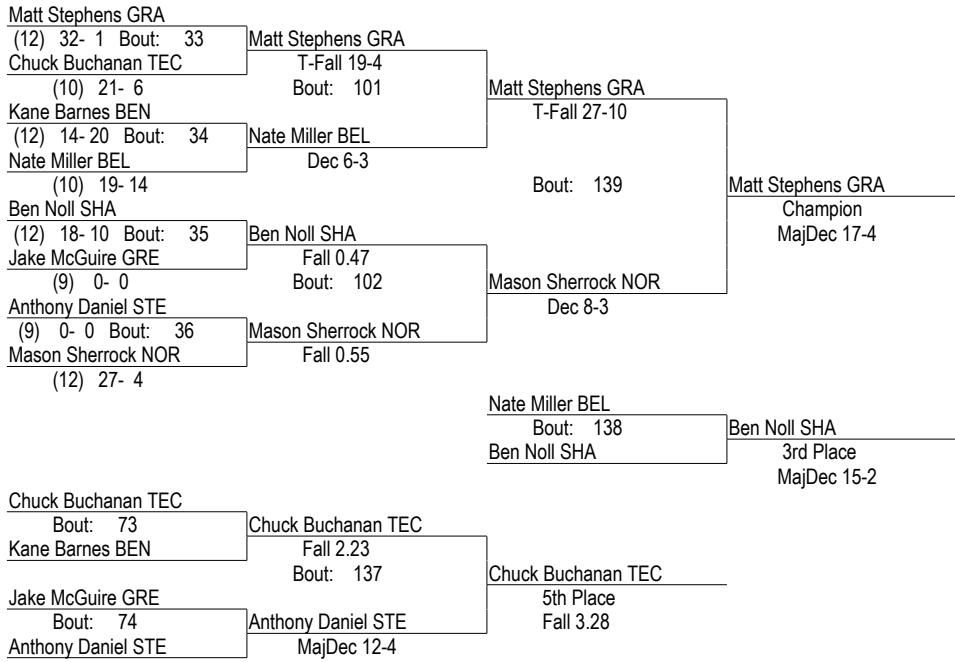 Matt Stephens GRA
(12) 32- 1 Bout: 33 Matt Stephens GRA
Chuck Buchanan TEC T-Fall 19-4
(10) 21- 6 Bout: 101 Matt Stephens GRA
Kane Barnes BEN T-Fall 27-10
(12) 14- 20 Bout: 34 Nate Miller BEL
Nate Miller BEL Dec 6-3
(10) 19- 14 Bout: 139 Matt Stephens GRA
Ben Noll SHA Champion
(12) 18- 10 Bout: 35 Ben Noll SHA MajDec 17-4
Jake McGuire GRE Fall 0.47
(9) 0- 0 Bout: 102 Mason Sherrock NOR
Anthony Daniel STE Dec 8-3
(9) 0- 0 Bout: 36 Mason Sherrock NOR
Mason Sherrock NOR Fall 0.55
(12) 27- 4
Nate Miller BEL
Bout: 138 Ben Noll SHA
Ben Noll SHA 3rd Place
MajDec 15-2
Chuck Buchanan TEC
Bout: 73 Chuck Buchanan TEC
Kane Barnes BEN Fall 2.23
Bout: 137 Chuck Buchanan TEC
Jake McGuire GRE 5th Place
Bout: 74 Anthony Daniel STE Fall 3.28
Anthony Daniel STE MajDec 12-4